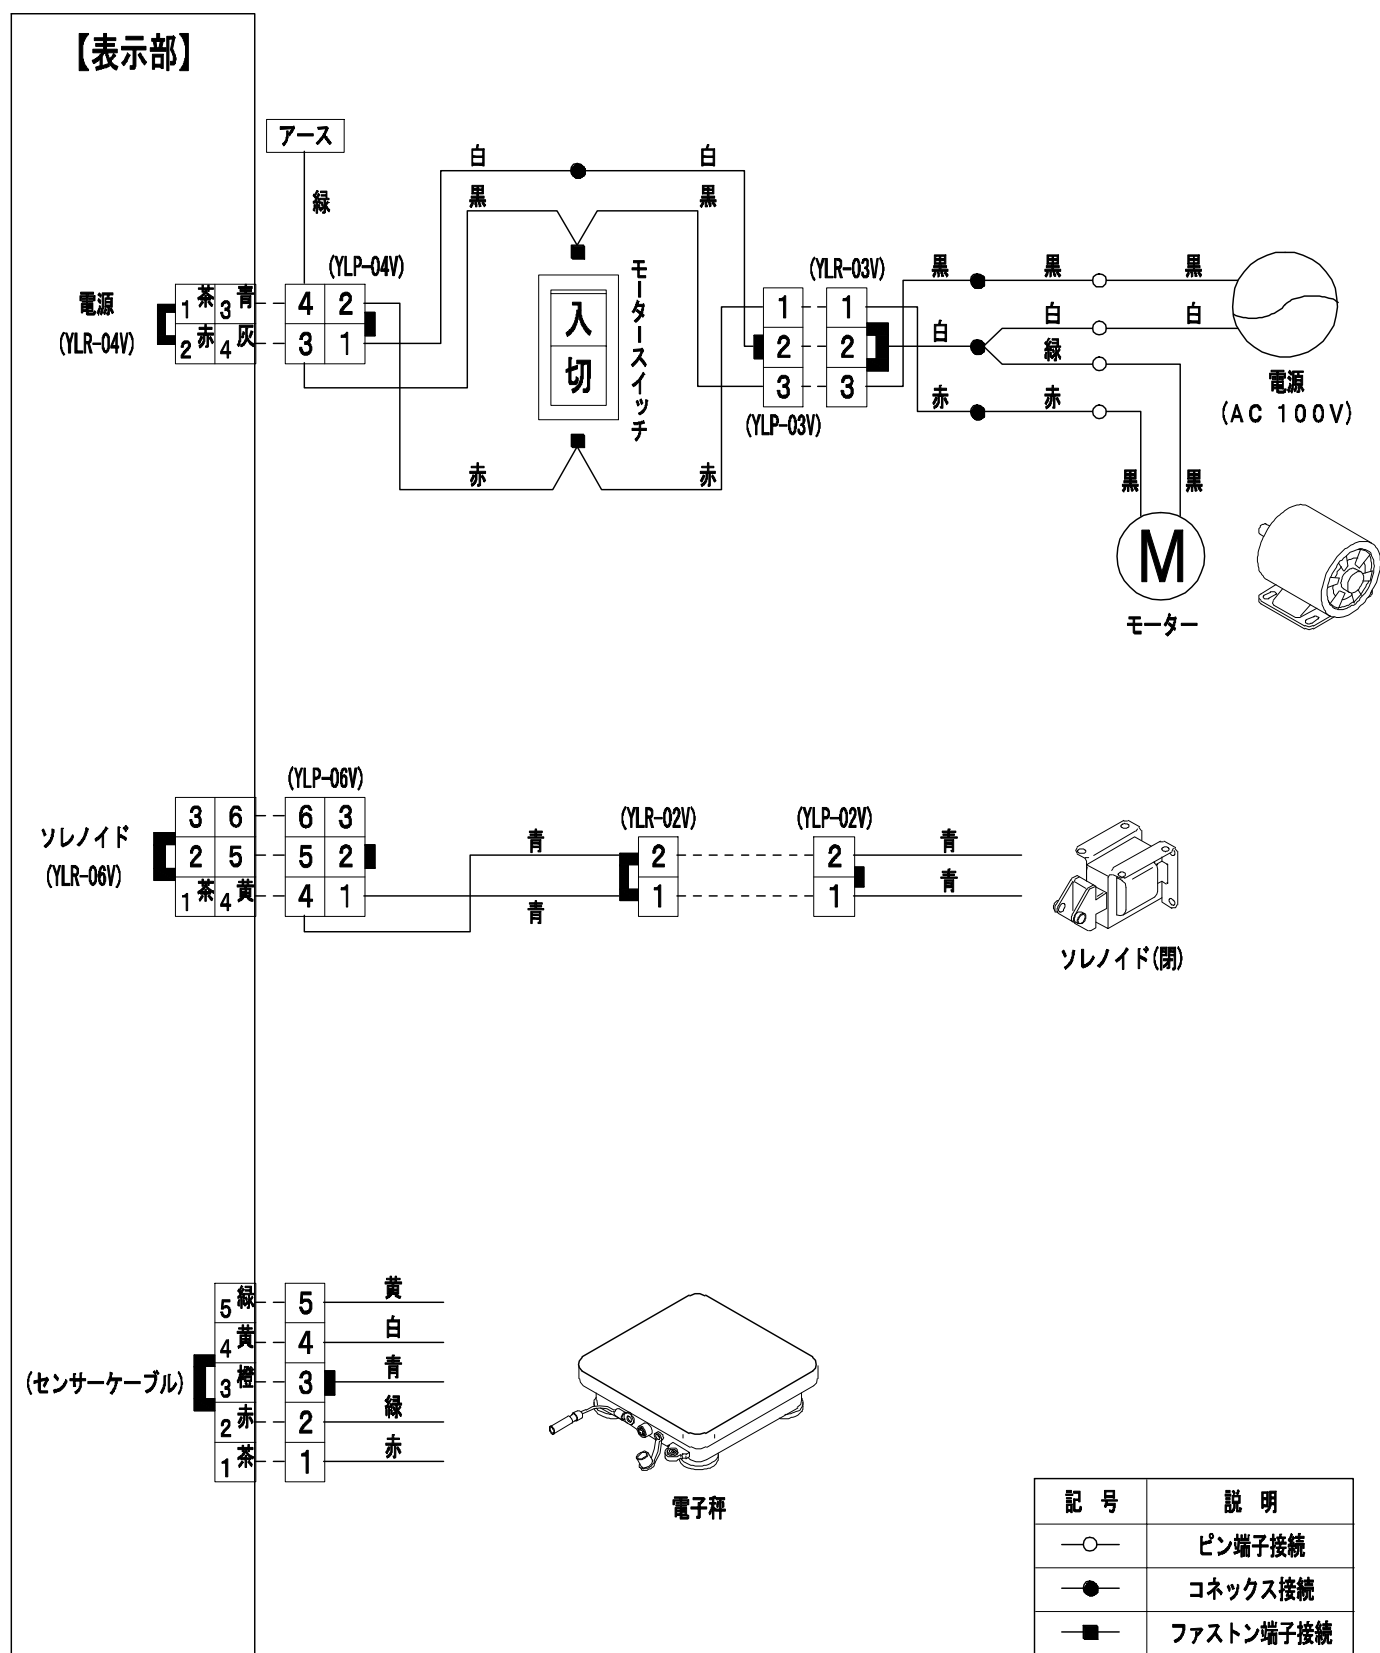 【表示部】
アース
緑
白
白
黒
黒
(YLP-04V)
電源
(YLR-04V)
1 茶 3 青
2 赤 4 灰
4 2
3 1
入
切
モータースイッチ
赤
赤
(YLR-03V)
1 1
2 2
3 3
(YLP-03V)
黒 黒 黒
白 白 白
緑
赤 赤
電源
(AC 100V)
黒 黒
M
モーター
(YLP-06V)
ソレノイド
(YLR-06V)
3 6
2 5
1 茶 4 黄
6 3
5 2
4 1
青
青
(YLR-02V)
2
1
(YLP-02V)
2
1
青
青
ソレノイド(閉)
(センサーケーブル)
5 緑 5 黄
4 黄 4 白
3 橙 3 青
2 赤 2 緑
1 茶 1 赤
電子秤
記 号 説 明
ピン端子接続
コネックス接続
ファストン端子接続